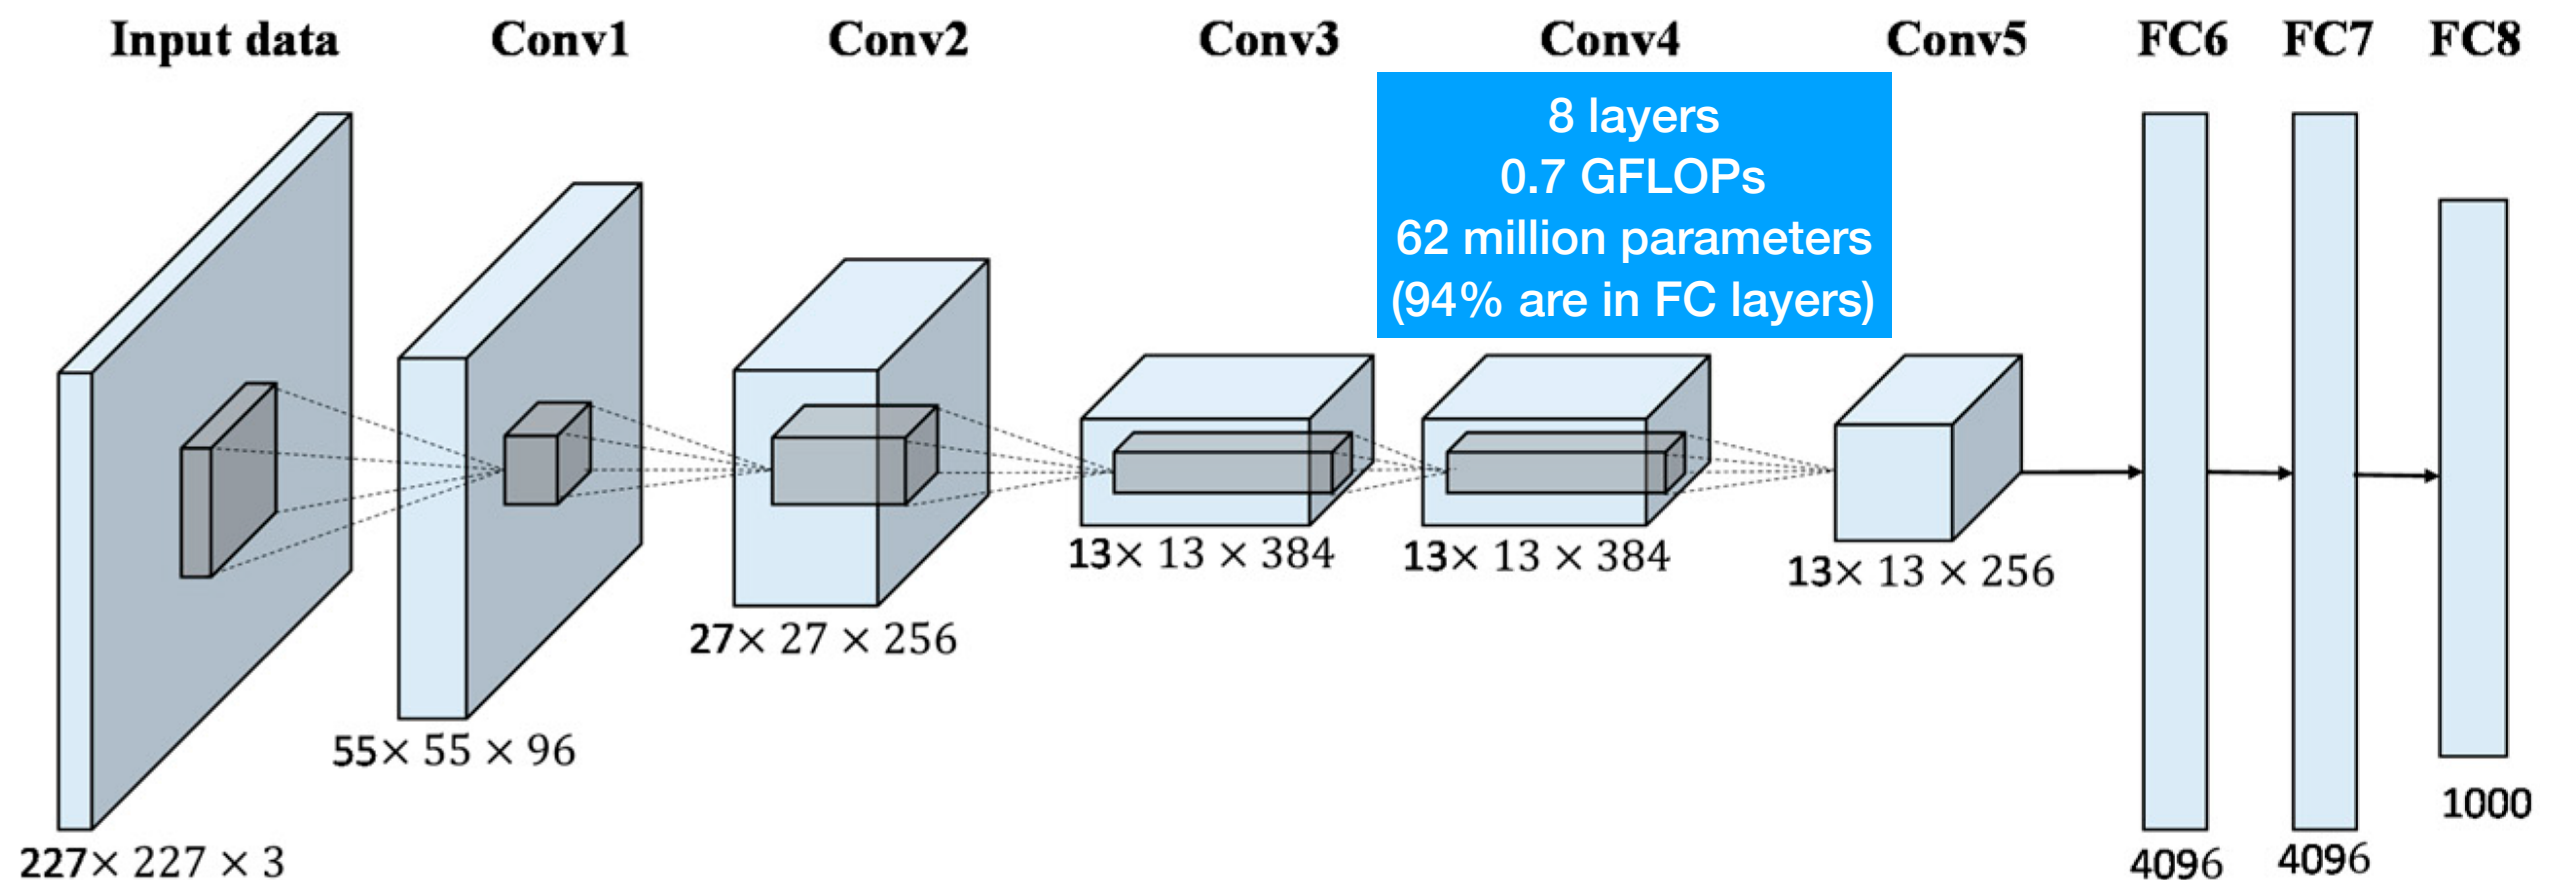 Input data
Conv1
Conv2
Conv3
Conv4
Conv5
FC6
FC7
FC8
8 layers
0.7 GFLOPs
62 million parameters
(94% are in FC layers)
227× 227 × 3
55× 55 × 96
27× 27 × 256
13× 13 × 384
13× 13 × 384
13× 13 × 256
4096
4096
1000